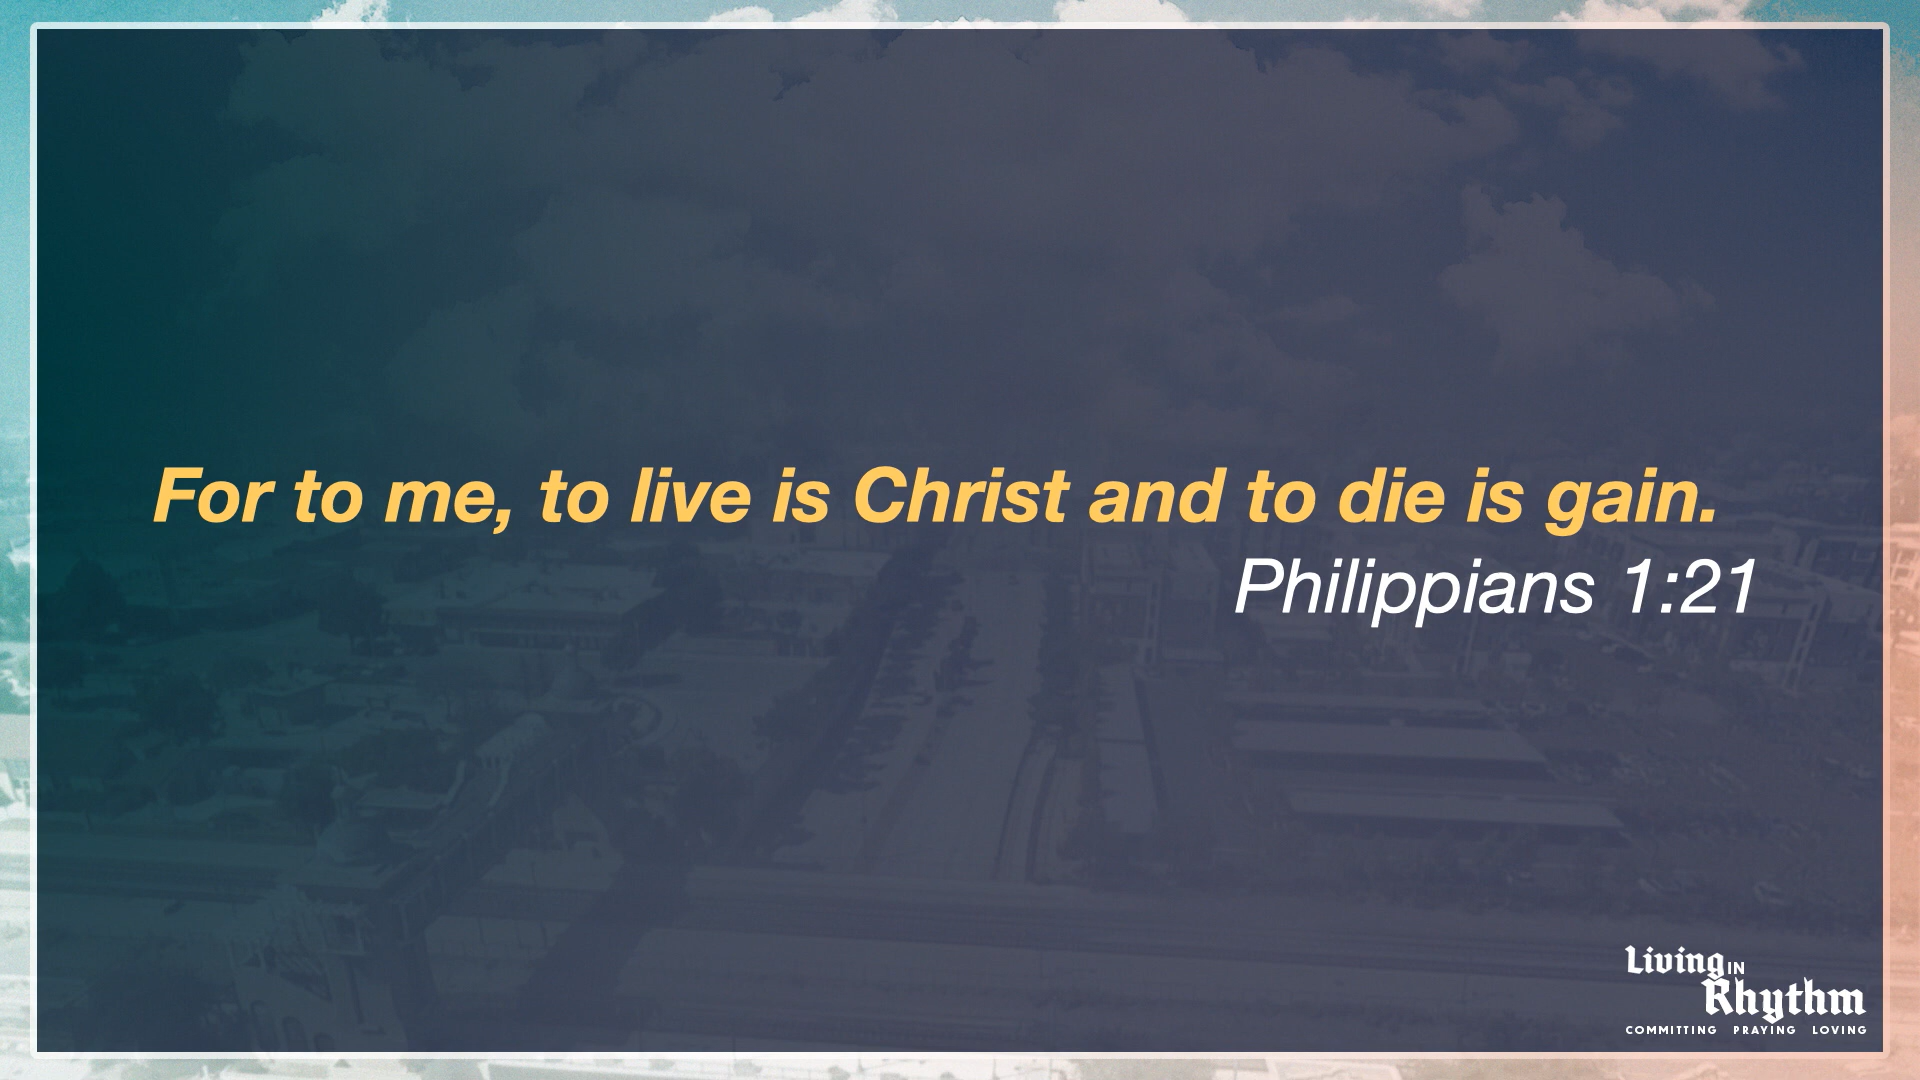 For to me, to live is Christ and to die is gain.
Philippians 1:21
Living IN
Rhythm
COMMITTING PRAYING LOVING